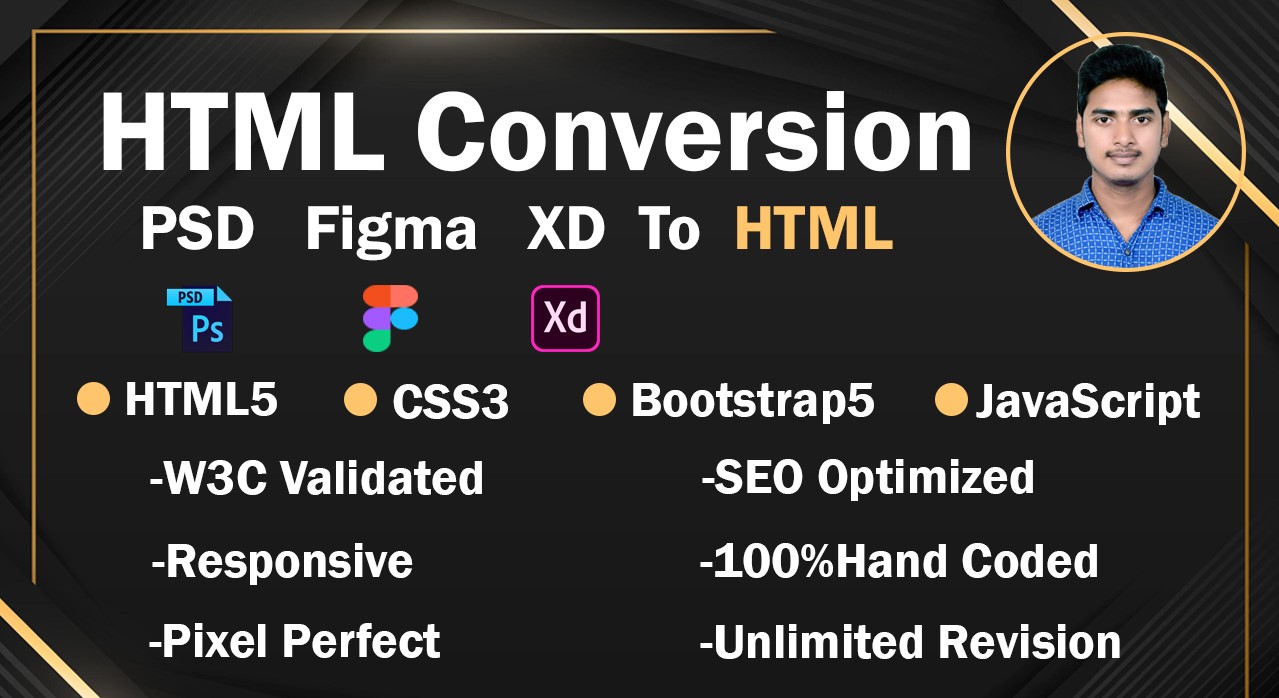 HTML Conversion
PSD Figma XD To HTML
PSD
Ps
Xd
HTML5 CSS3 Bootstrap5 JavaScript
-W3C Validated -SEO Optimized
-Responsive -100%Hand Coded
-Pixel Perfect -Unlimited Revision